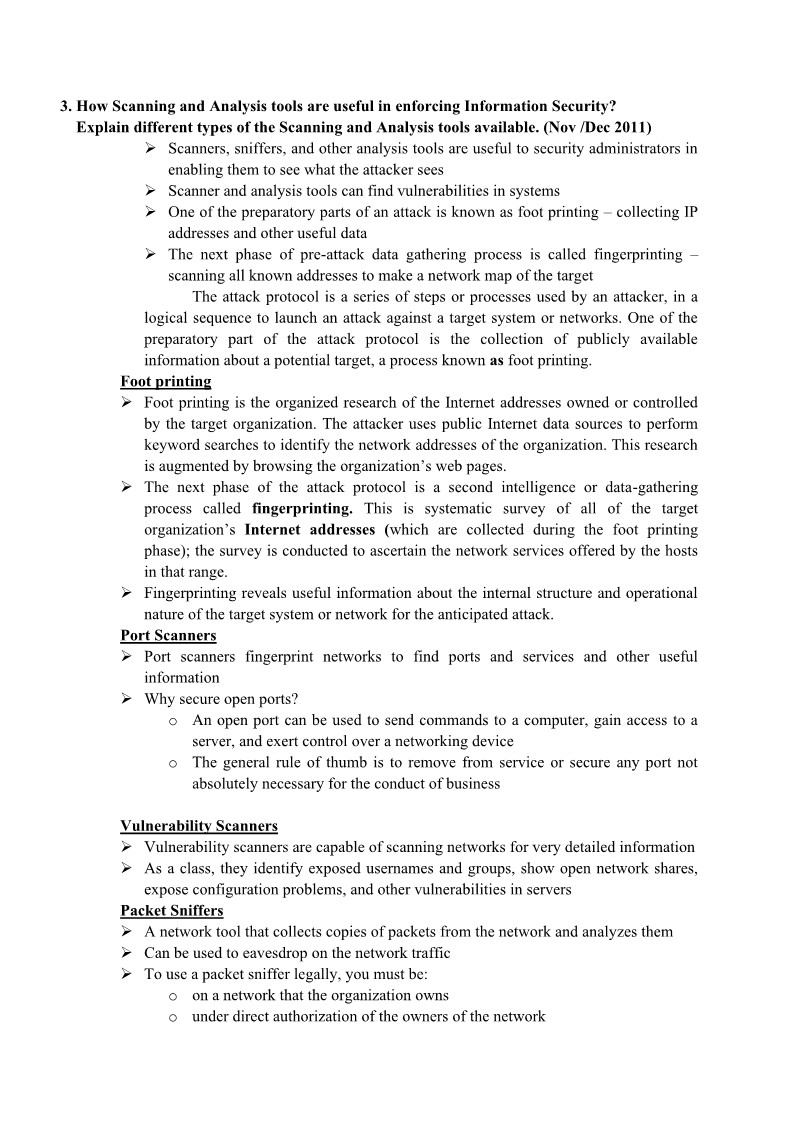 3. How Scanning and Analysis tools are useful in enforcing Information Security?
Explain different types of the Scanning and Analysis tools available. (Nov /Dec 2011)
➢ Scanners, sniffers, and other analysis tools are useful to security administrators in
enabling them to see what the attacker sees
➢ Scanner and analysis tools can find vulnerabilities in systems
➢ One of the preparatory parts of an attack is known as foot printing – collecting IP
addresses and other useful data
➢ The next phase of pre-attack data gathering process is called fingerprinting –
scanning all known addresses to make a network map of the target
The attack protocol is a series of steps or processes used by an attacker, in a
logical sequence to launch an attack against a target system or networks. One of the
preparatory part of the attack protocol is the collection of publicly available
information about a potential target, a process known as foot printing.
Foot printing
➢ Foot printing is the organized research of the Internet addresses owned or controlled
by the target organization. The attacker uses public Internet data sources to perform
keyword searches to identify the network addresses of the organization. This research
is augmented by browsing the organization’s web pages.
➢ The next phase of the attack protocol is a second intelligence or data-gathering
process called fingerprinting. This is systematic survey of all of the target
organization’s Internet addresses (which are collected during the foot printing
phase); the survey is conducted to ascertain the network services offered by the hosts
in that range.
➢ Fingerprinting reveals useful information about the internal structure and operational
nature of the target system or network for the anticipated attack.
Port Scanners
➢ Port scanners fingerprint networks to find ports and services and other useful
information
➢ Why secure open ports?
o An open port can be used to send commands to a computer, gain access to a
server, and exert control over a networking device
o The general rule of thumb is to remove from service or secure any port not
absolutely necessary for the conduct of business
Vulnerability Scanners
➢ Vulnerability scanners are capable of scanning networks for very detailed information
➢ As a class, they identify exposed usernames and groups, show open network shares,
expose configuration problems, and other vulnerabilities in servers
Packet Sniffers
➢ A network tool that collects copies of packets from the network and analyzes them
➢ Can be used to eavesdrop on the network traffic
➢ To use a packet sniffer legally, you must be:
o on a network that the organization owns
o under direct authorization of the owners of the network